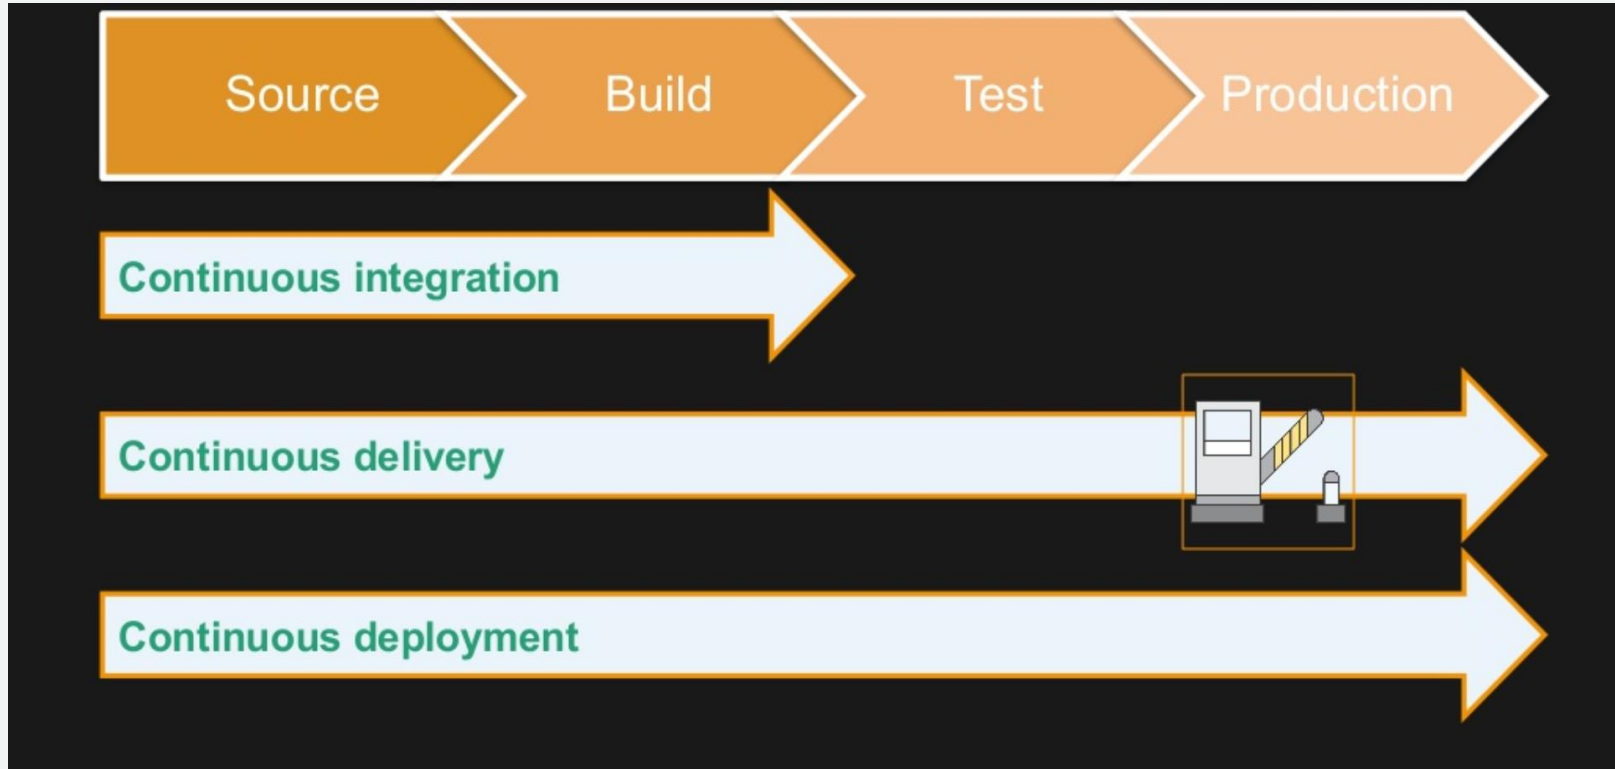 Source
Build
Test
Production
Continuous integration
Continuous delivery
Continuous deployment